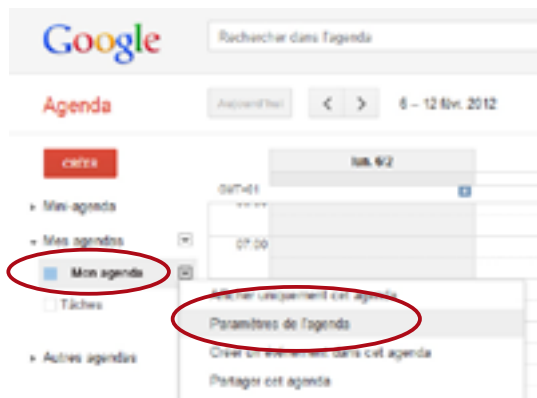 Google
Rechercher dans l'agenda
Agenda
Aujourd'hui
6 – 12 févr. 2012
CRÉER
lun. 6/2
GMT+01
Mini-agenda
Mes agendas
07:00
Mon agenda
Afficher uniquement cet agenda
Tâches
Paramètres de l'agenda
Créer un événement dans cet agenda
Autres agendas
Partager cet agenda